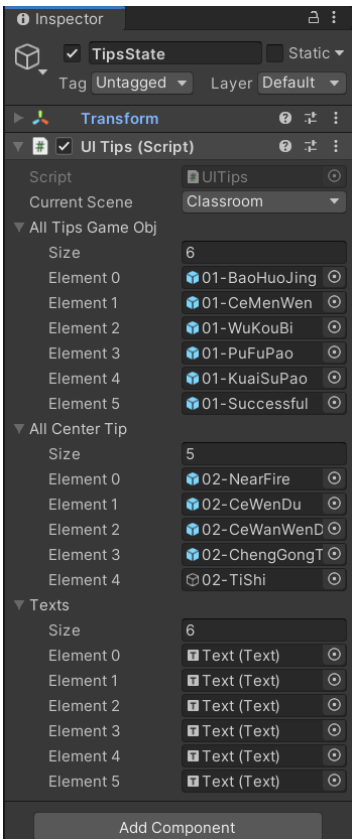 Inspector
TipsState Static
Tag Untagged Layer Default
Transform
# UI Tips (Script)
Script # UITips
Current Scene Classroom
All Tips Game Obj
Size 6
Element 0 01-BaoHuoJing
Element 1 01-CeMenWen
Element 2 01-WuKouBi
Element 3 01-PuFuPao
Element 4 01-KuaiSuPao
Element 5 01-Successful
All Center Tip
Size 5
Element 0 02-NearFire
Element 1 02-CeWenDu
Element 2 02-CeWanWenD
Element 3 02-ChengGongT
Element 4 02-TiShi
Texts
Size 6
Element 0 T Text (Text)
Element 1 T Text (Text)
Element 2 T Text (Text)
Element 3 T Text (Text)
Element 4 T Text (Text)
Element 5 T Text (Text)
Add Component